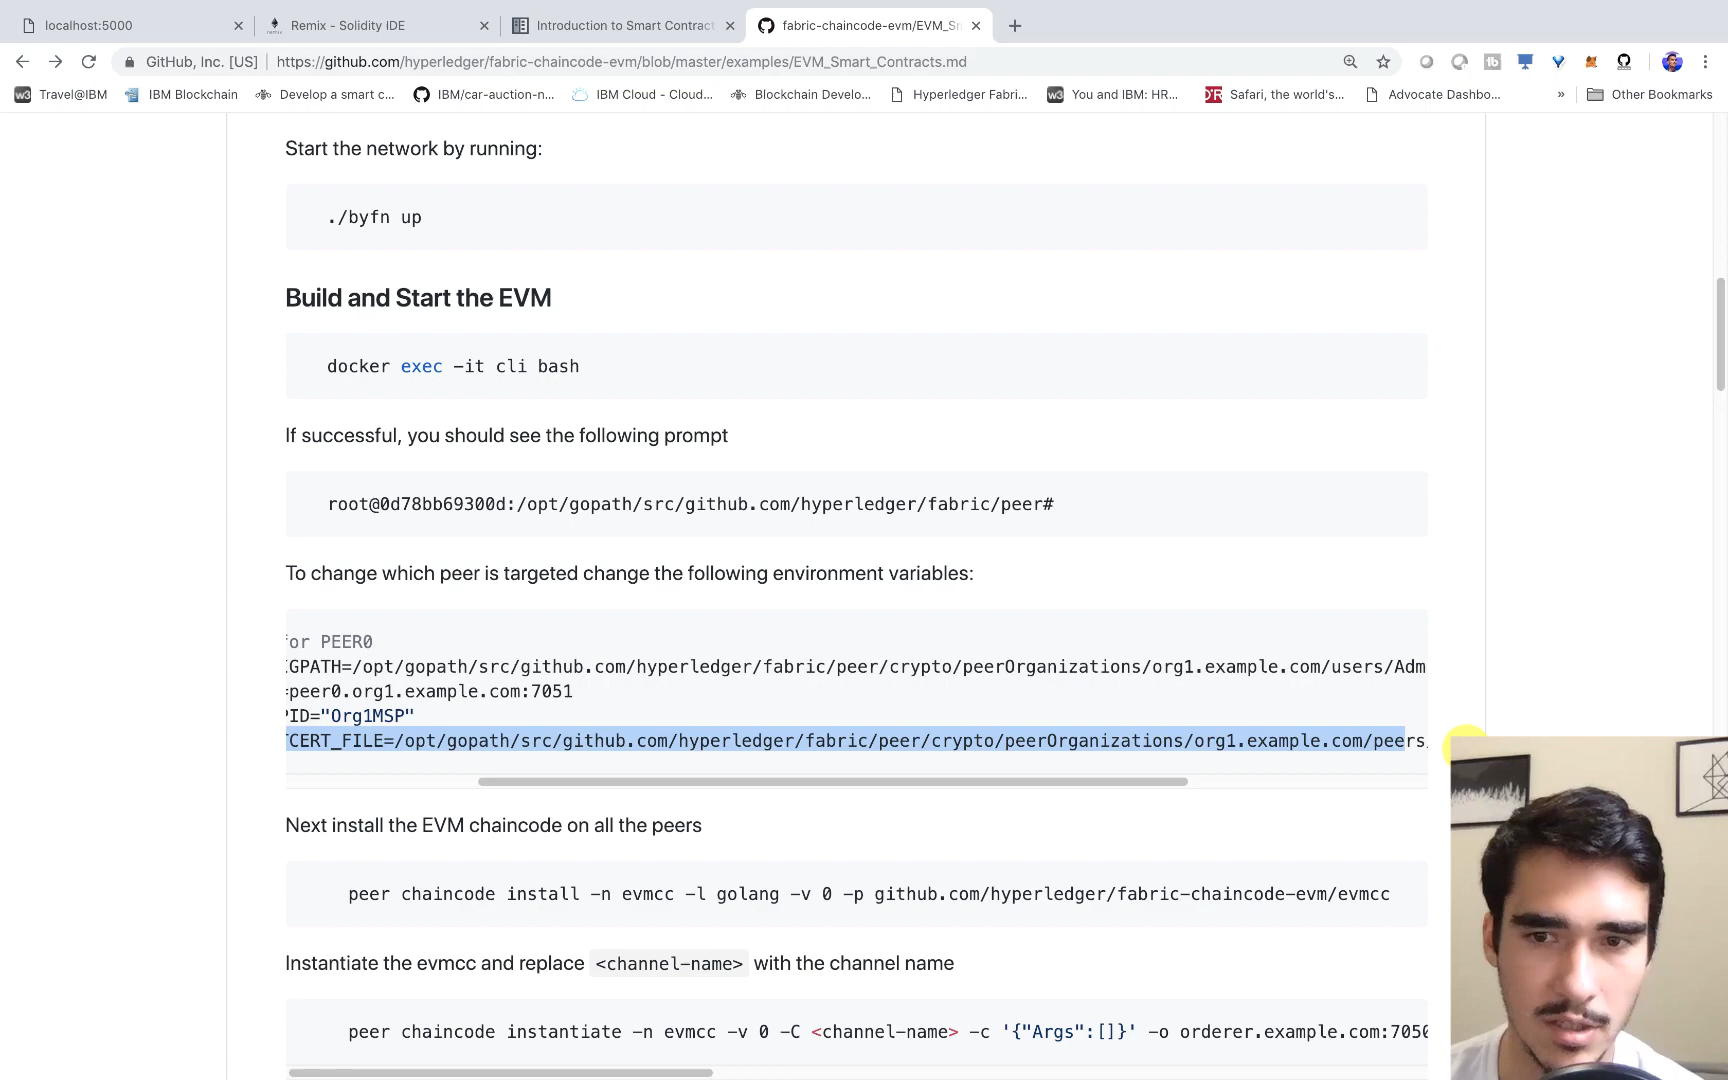 localhost:5000
Remix - Solidity IDE
Introduction to Smart Contract
fabric-chaincode-evm/EVM_Sm
GitHub, Inc. [US]
https://github.com/hyperledger/fabric-chaincode-evm/blob/master/examples/EVM_Smart_Contracts.md
Travel@IBM
IBM Blockchain
Develop a smart c...
IBM/car-auction-n...
IBM Cloud - Cloud...
Blockchain Develo...
Hyperledger Fabri...
You and IBM: HR...
Safari, the world's...
Advocate Dashbo...
»
Other Bookmarks
Start the network by running:
./byfn up
Build and Start the EVM
docker exec -it cli bash
If successful, you should see the following prompt
root@0d78bb69300d:/opt/gopath/src/github.com/hyperledger/fabric/peer#
To change which peer is targeted change the following environment variables:
for PEER0
GPATH=/opt/gopath/src/github.com/hyperledger/fabric/peer/crypto/peerOrganizations/org1.example.com/users/Adm
=peer0.org1.example.com:7051
PID="Org1MSP"
TCERT_FILE=/opt/gopath/src/github.com/hyperledger/fabric/peer/crypto/peerOrganizations/org1.example.com/peers/
Next install the EVM chaincode on all the peers
peer chaincode install -n evmcc -l golang -v 0 -p github.com/hyperledger/fabric-chaincode-evm/evmcc
Instantiate the evmcc and replace <channel-name> with the channel name
peer chaincode instantiate -n evmcc -v 0 -C <channel-name> -c '{"Args":[]}' -o orderer.example.com:7050